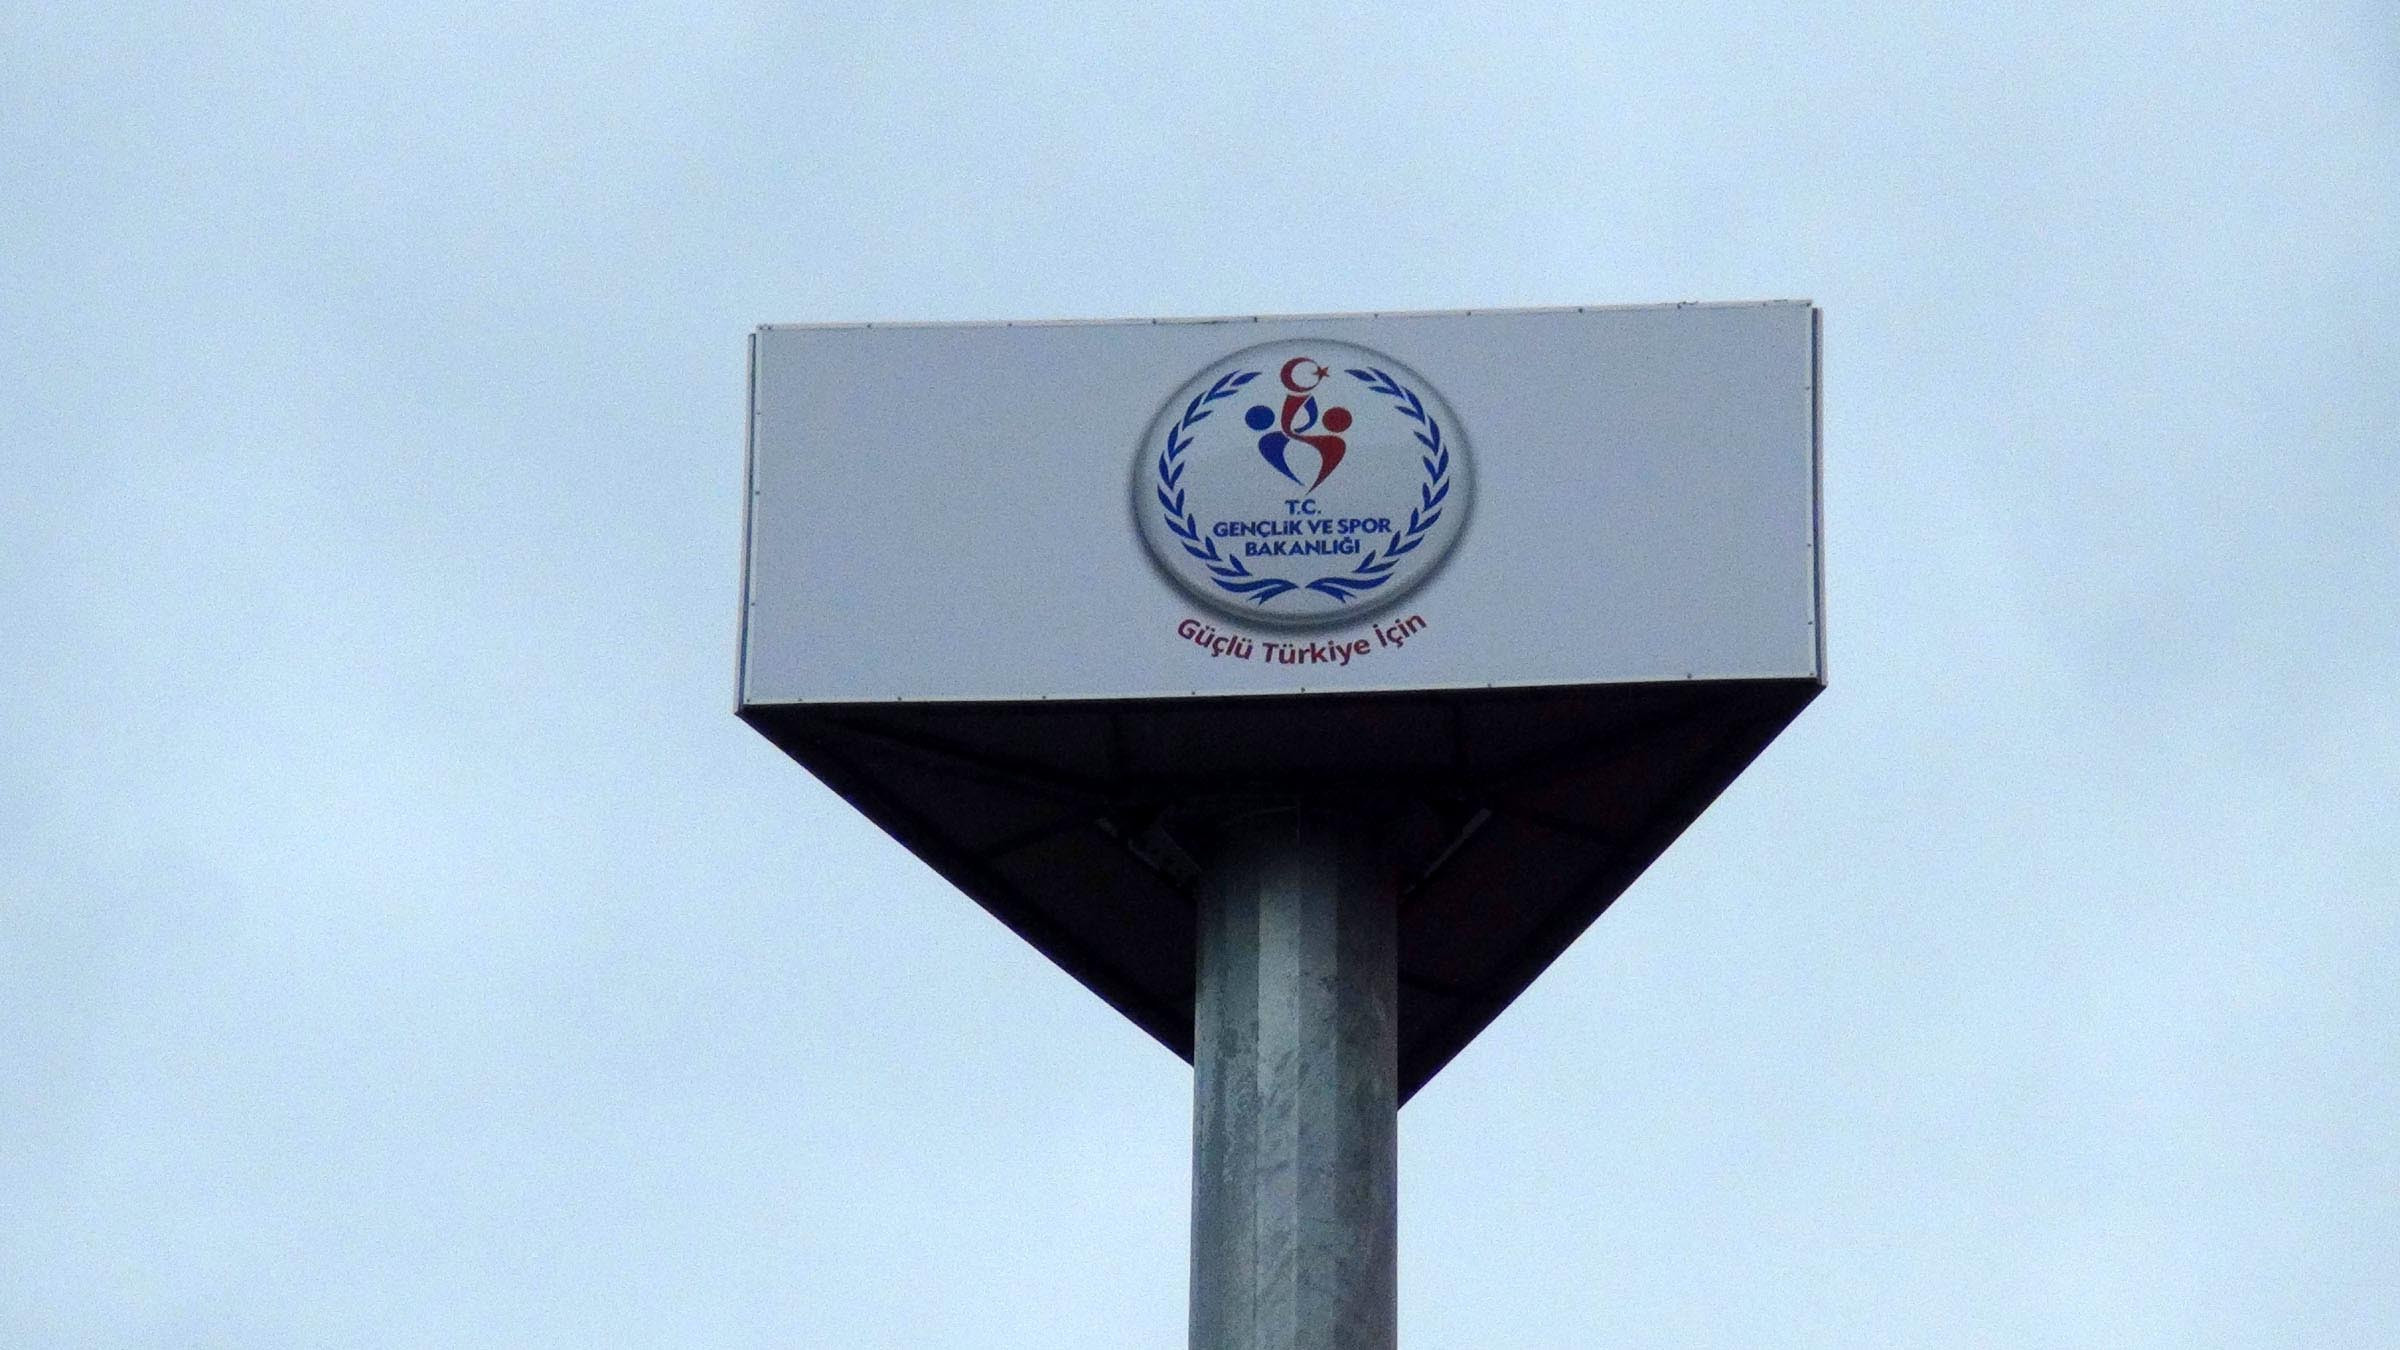 T.C.
GENÇLİK VE SPOR
BAKANLIĞI
Güçlü Türkiye İçin